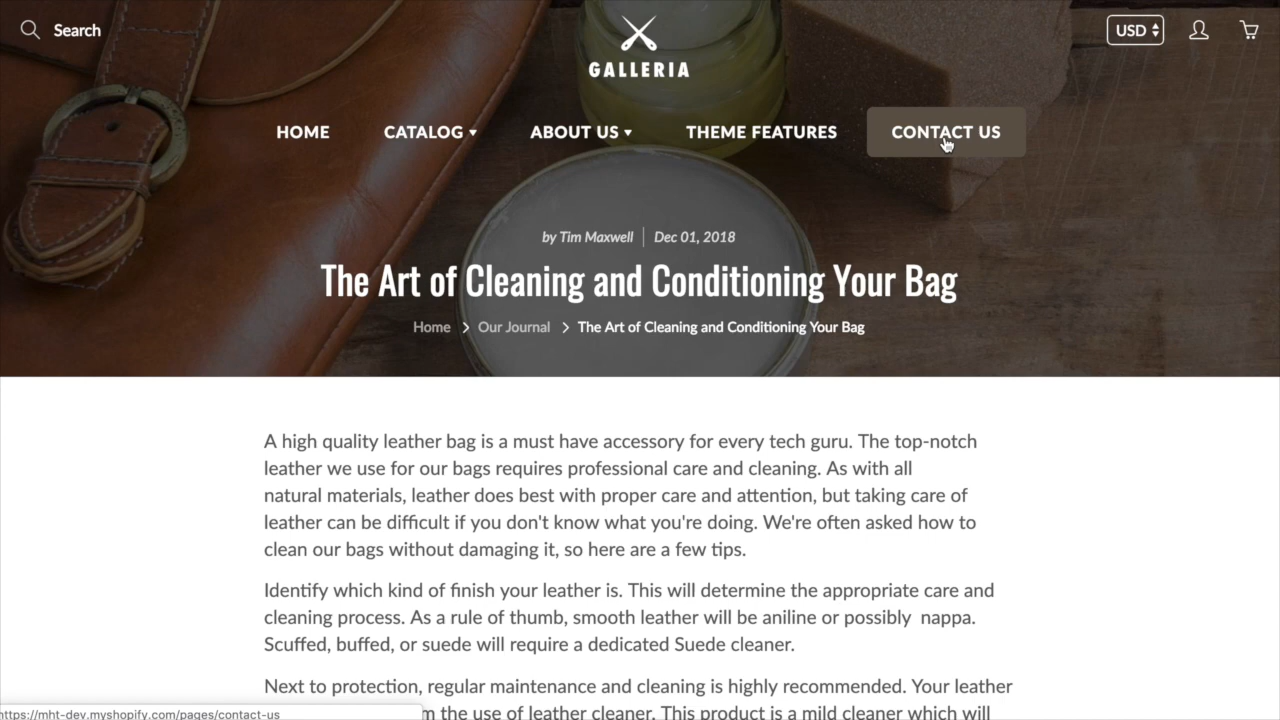 Search
GALLERIA
USD
HOME CATALOG ABOUT US THEME FEATURES CONTACT US
by Tim Maxwell Dec 01, 2018
The Art of Cleaning and Conditioning Your Bag
Home Our Journal The Art of Cleaning and Conditioning Your Bag
A high quality leather bag is a must have accessory for every tech guru. The top-notch
leather we use for our bags requires professional care and cleaning. As with all
natural materials, leather does best with proper care and attention, but taking care of
leather can be difficult if you don't know what you're doing. We're often asked how to
clean our bags without damaging it, so here are a few tips.
Identify which kind of finish your leather is. This will determine the appropriate care and
cleaning process. As a rule of thumb, smooth leather will be aniline or possibly nappa.
Scuffed, buffed, or suede will require a dedicated Suede cleaner.
Next to protection, regular maintenance and cleaning is highly recommended. Your leather
the use of leather cleaner. This product is a mild cleaner which will
https://mht-dev.myshopify.com/pages/contact-us